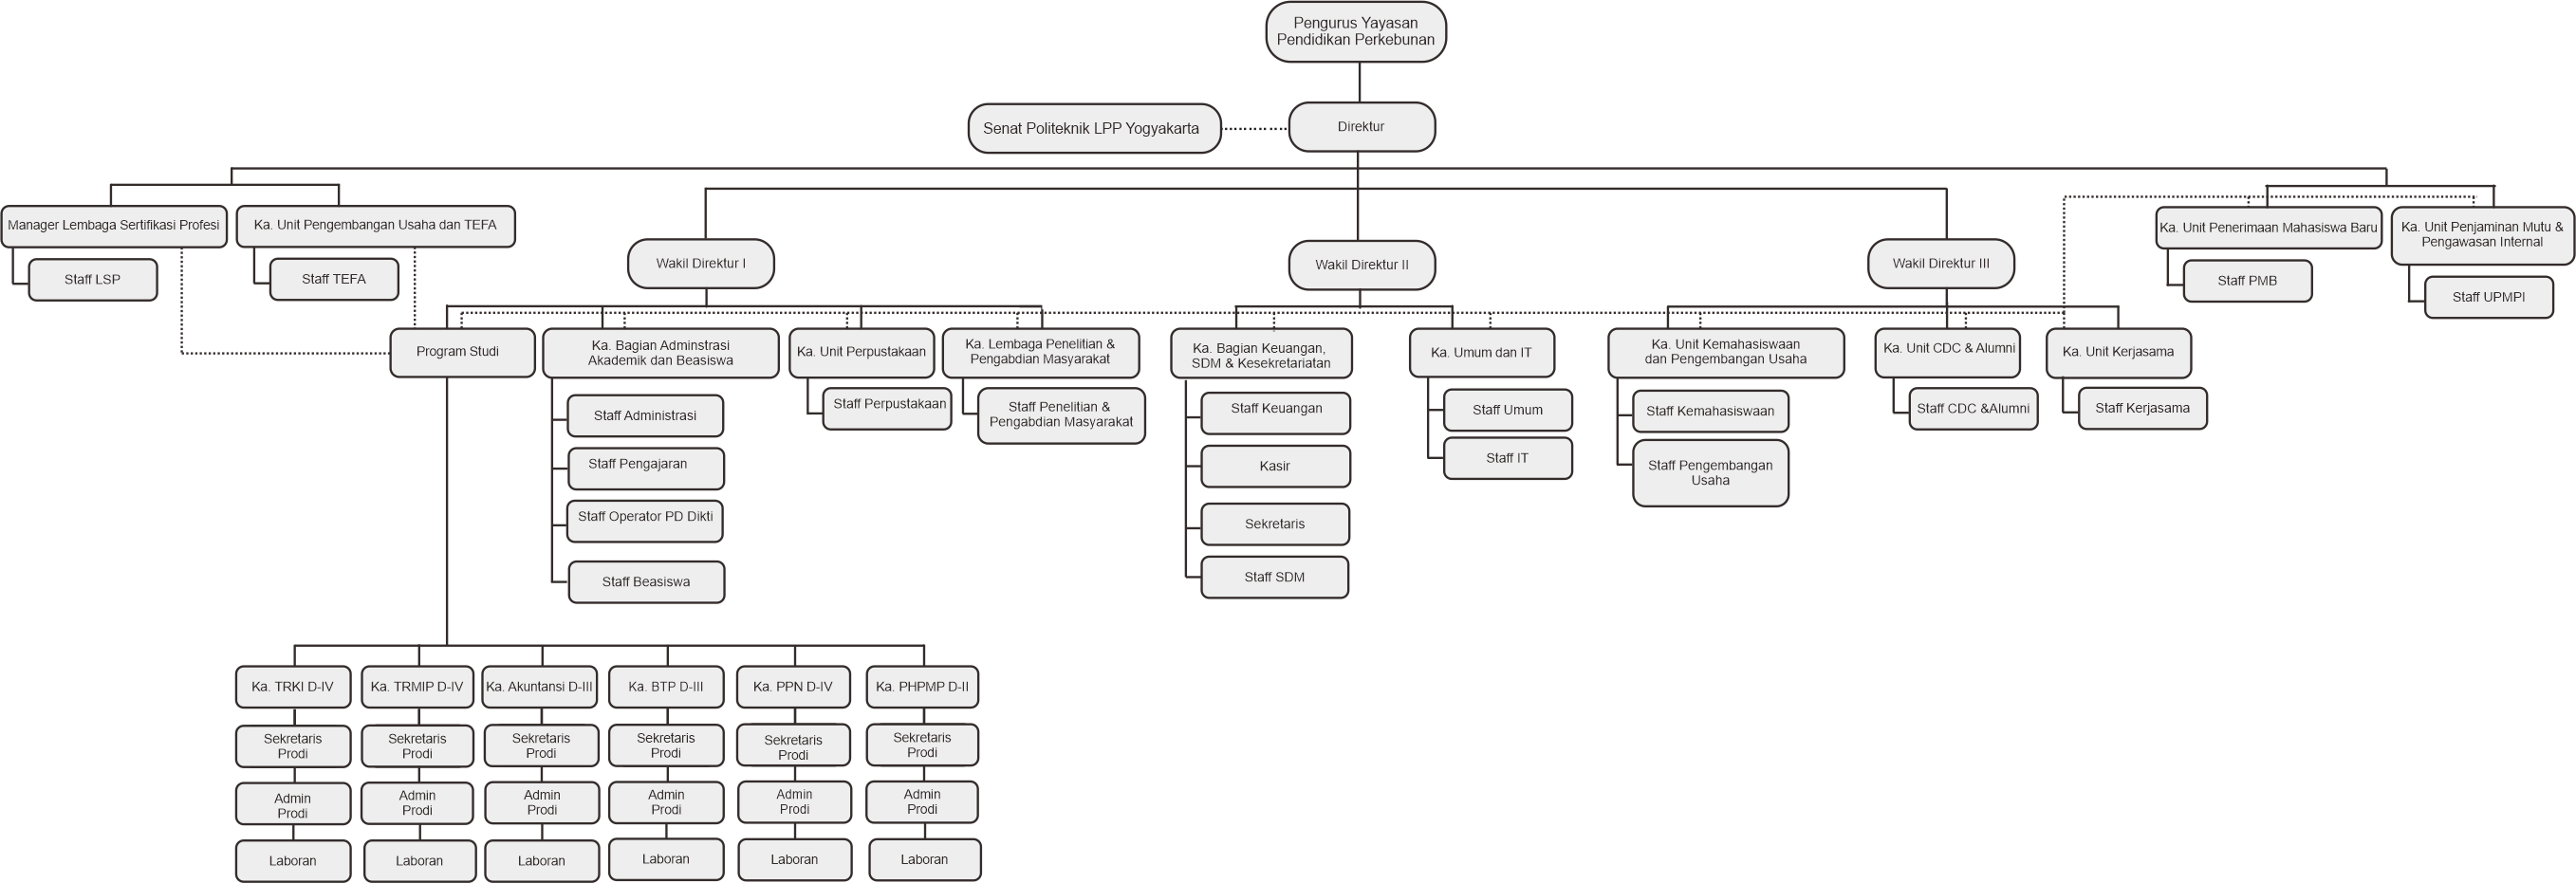 Pengurus Yayasan
Pendidikan Perkebunan
Senat Politeknik LPP Yogyakarta
Direktur
Manager Lembaga Sertifikasi Profesi
Staff LSP
Ka. Unit Pengembangan Usaha dan TEFA
Staff TEFA
Wakil Direktur I
Wakil Direktur II
Wakil Direktur III
Ka. Unit Penerimaan Mahasiswa Baru
Staff PMB
Ka. Unit Penjaminan Mutu &
Pengawasan Internal
Staff UPMPI
Program Studi
Ka. Bagian Adminstrasi
Akademik dan Beasiswa
Staff Administrasi
Staff Pengajaran
Staff Operator PD Dikti
Staff Beasiswa
Ka. Unit Perpustakaan
Staff Perpustakaan
Ka. Lembaga Penelitian &
Pengabdian Masyarakat
Staff Penelitian &
Pengabdian Masyarakat
Ka. Bagian Keuangan,
SDM & Kesekretariatan
Staff Keuangan
Kasir
Sekretaris
Staff SDM
Ka. Umum dan IT
Staff Umum
Staff IT
Ka. Unit Kemahasiswaan
dan Pengembangan Usaha
Staff Kemahasiswaan
Staff Pengembangan
Usaha
Ka. Unit CDC & Alumni
Staff CDC &Alumni
Ka. Unit Kerjasama
Staff Kerjasama
Ka. TRKI D-IV
Sekretaris
Prodi
Admin
Prodi
Laboran
Ka. TRMIP D-IV
Sekretaris
Prodi
Admin
Prodi
Laboran
Ka. Akuntansi D-III
Sekretaris
Prodi
Admin
Prodi
Laboran
Ka. BTP D-III
Sekretaris
Prodi
Admin
Prodi
Laboran
Ka. PPN D-IV
Sekretaris
Prodi
Admin
Prodi
Laboran
Ka. PHPMP D-II
Sekretaris
Prodi
Admin
Prodi
Laboran